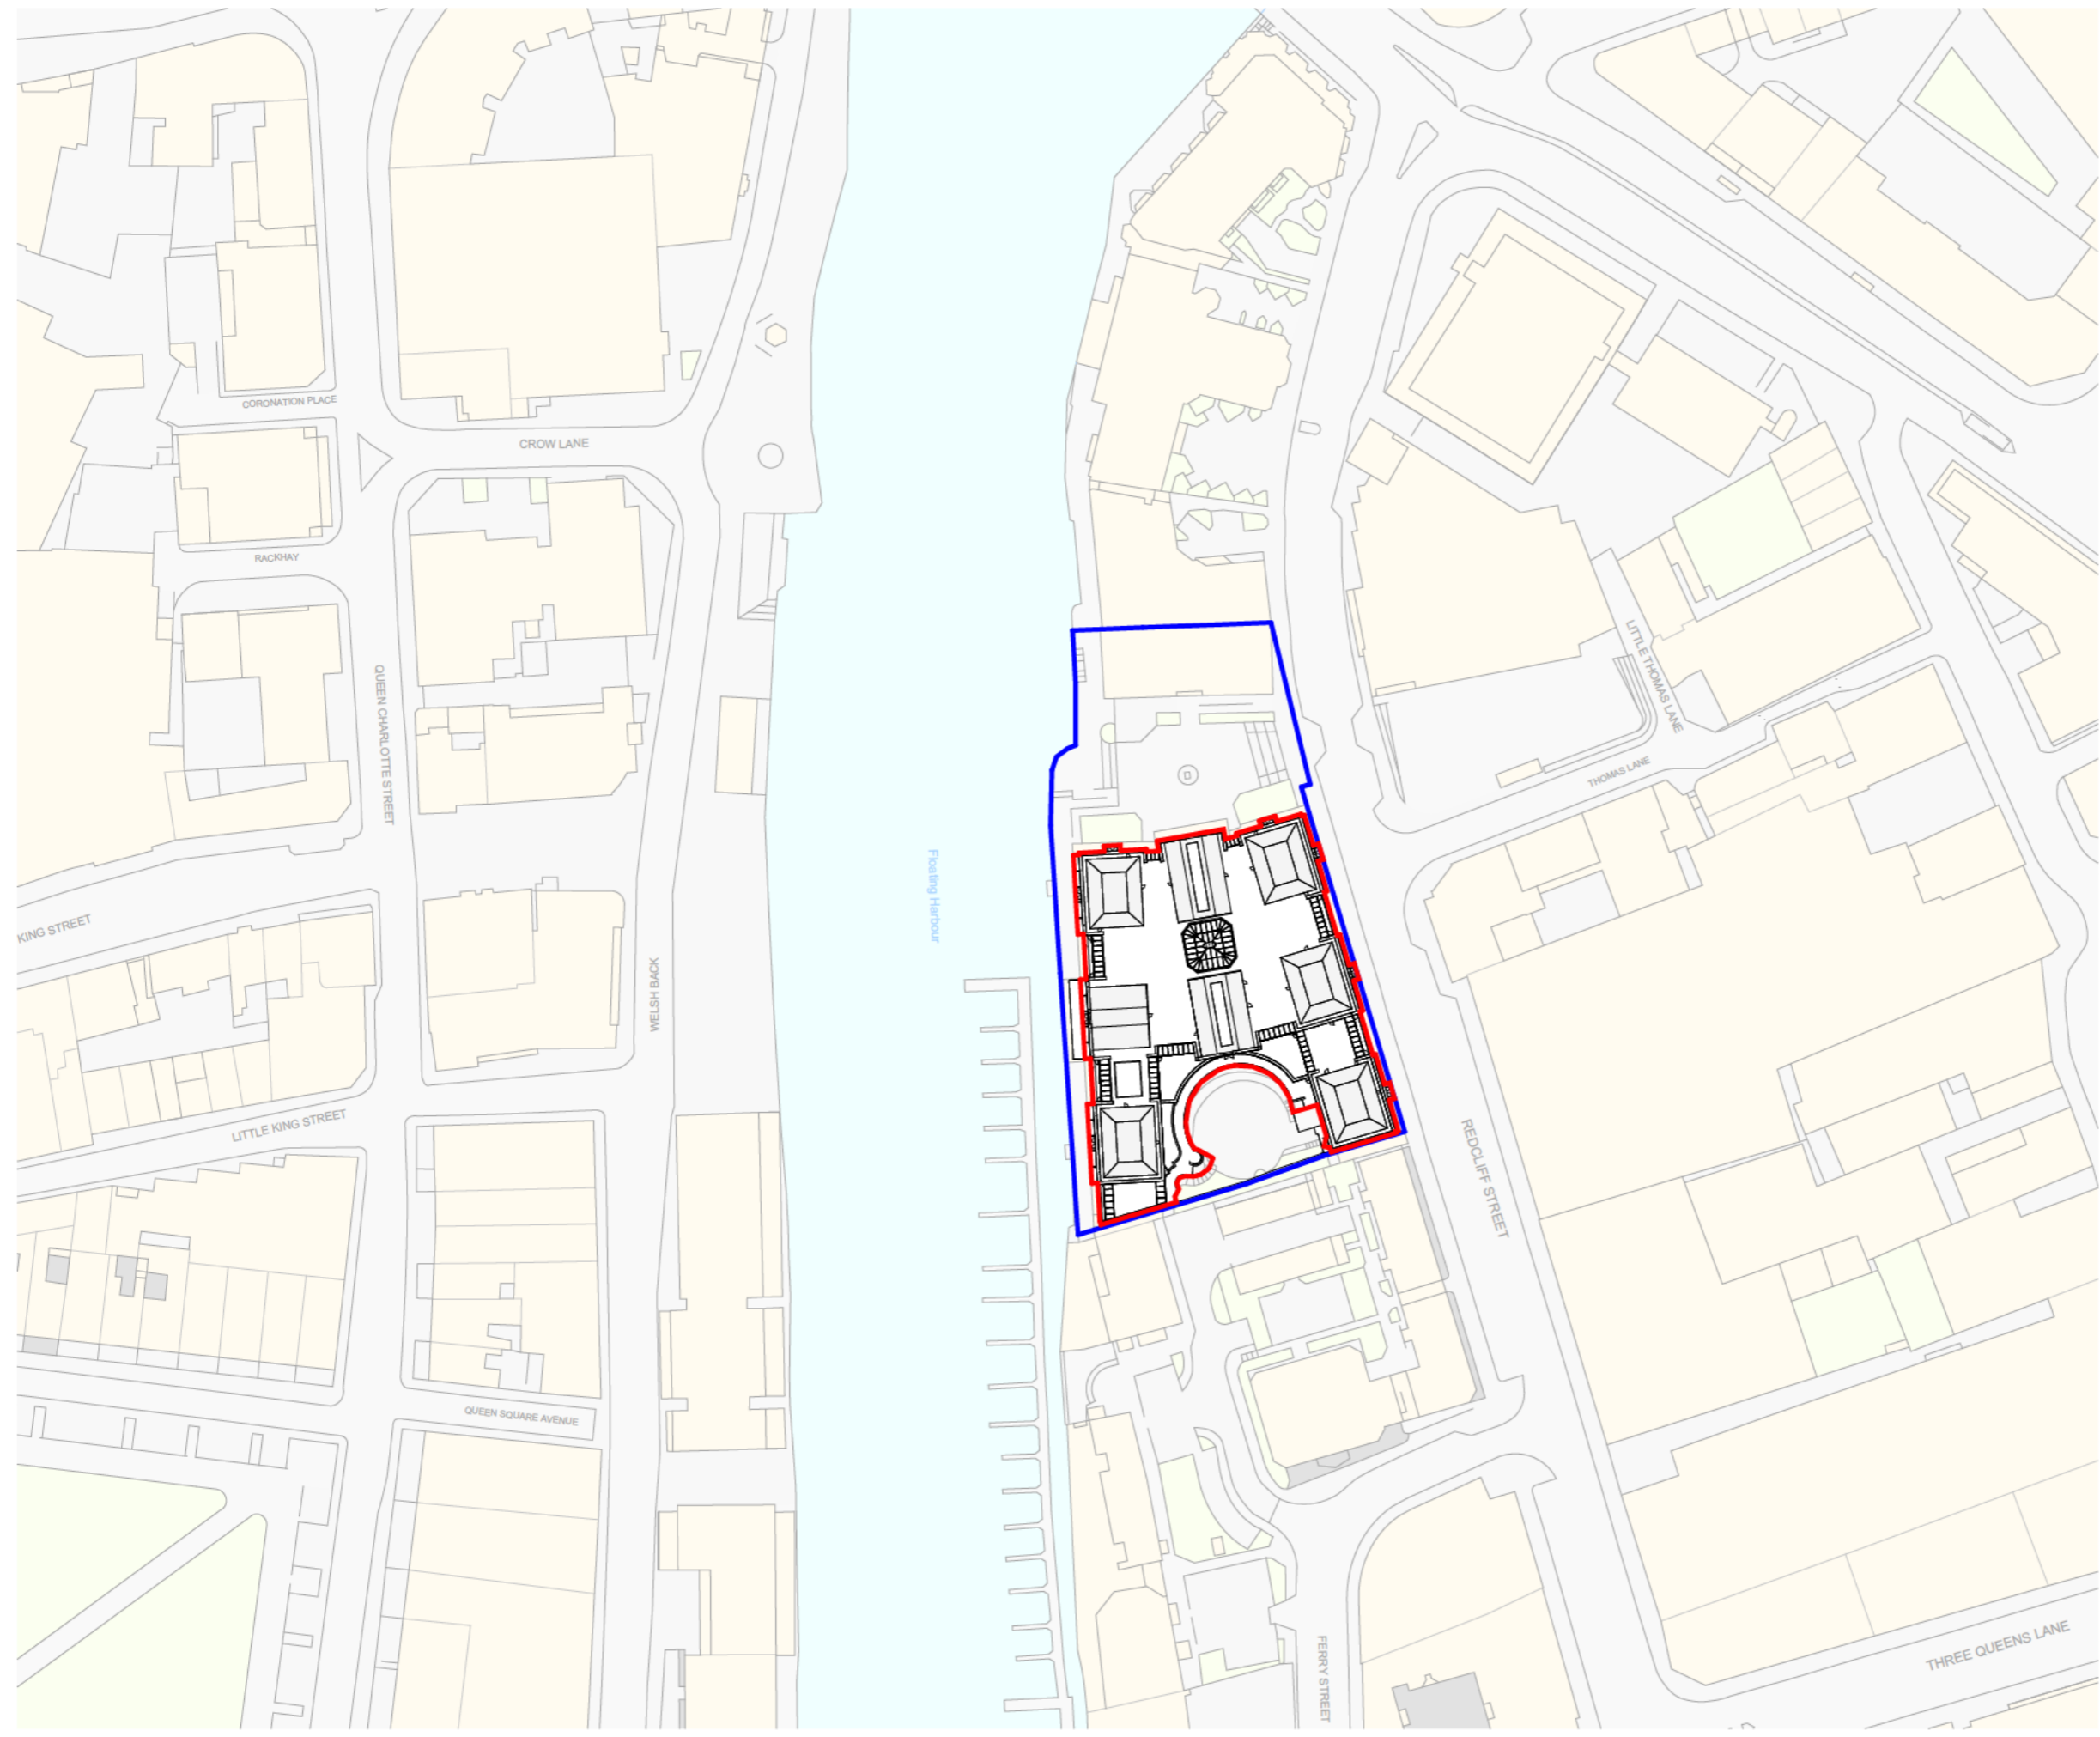 CORONATION PLACE
CROW LANE
RACKHAY
LITTLE THOMAS LANE
QUEEN CHARLOTTE STREET
THOMAS LANE
Floating Harbour
KING STREET
WELSH BACK
LITTLE KING STREET
REDCLIFF STREET
QUEEN SQUARE AVENUE
FERRY STREET
THREE QUEENS LANE